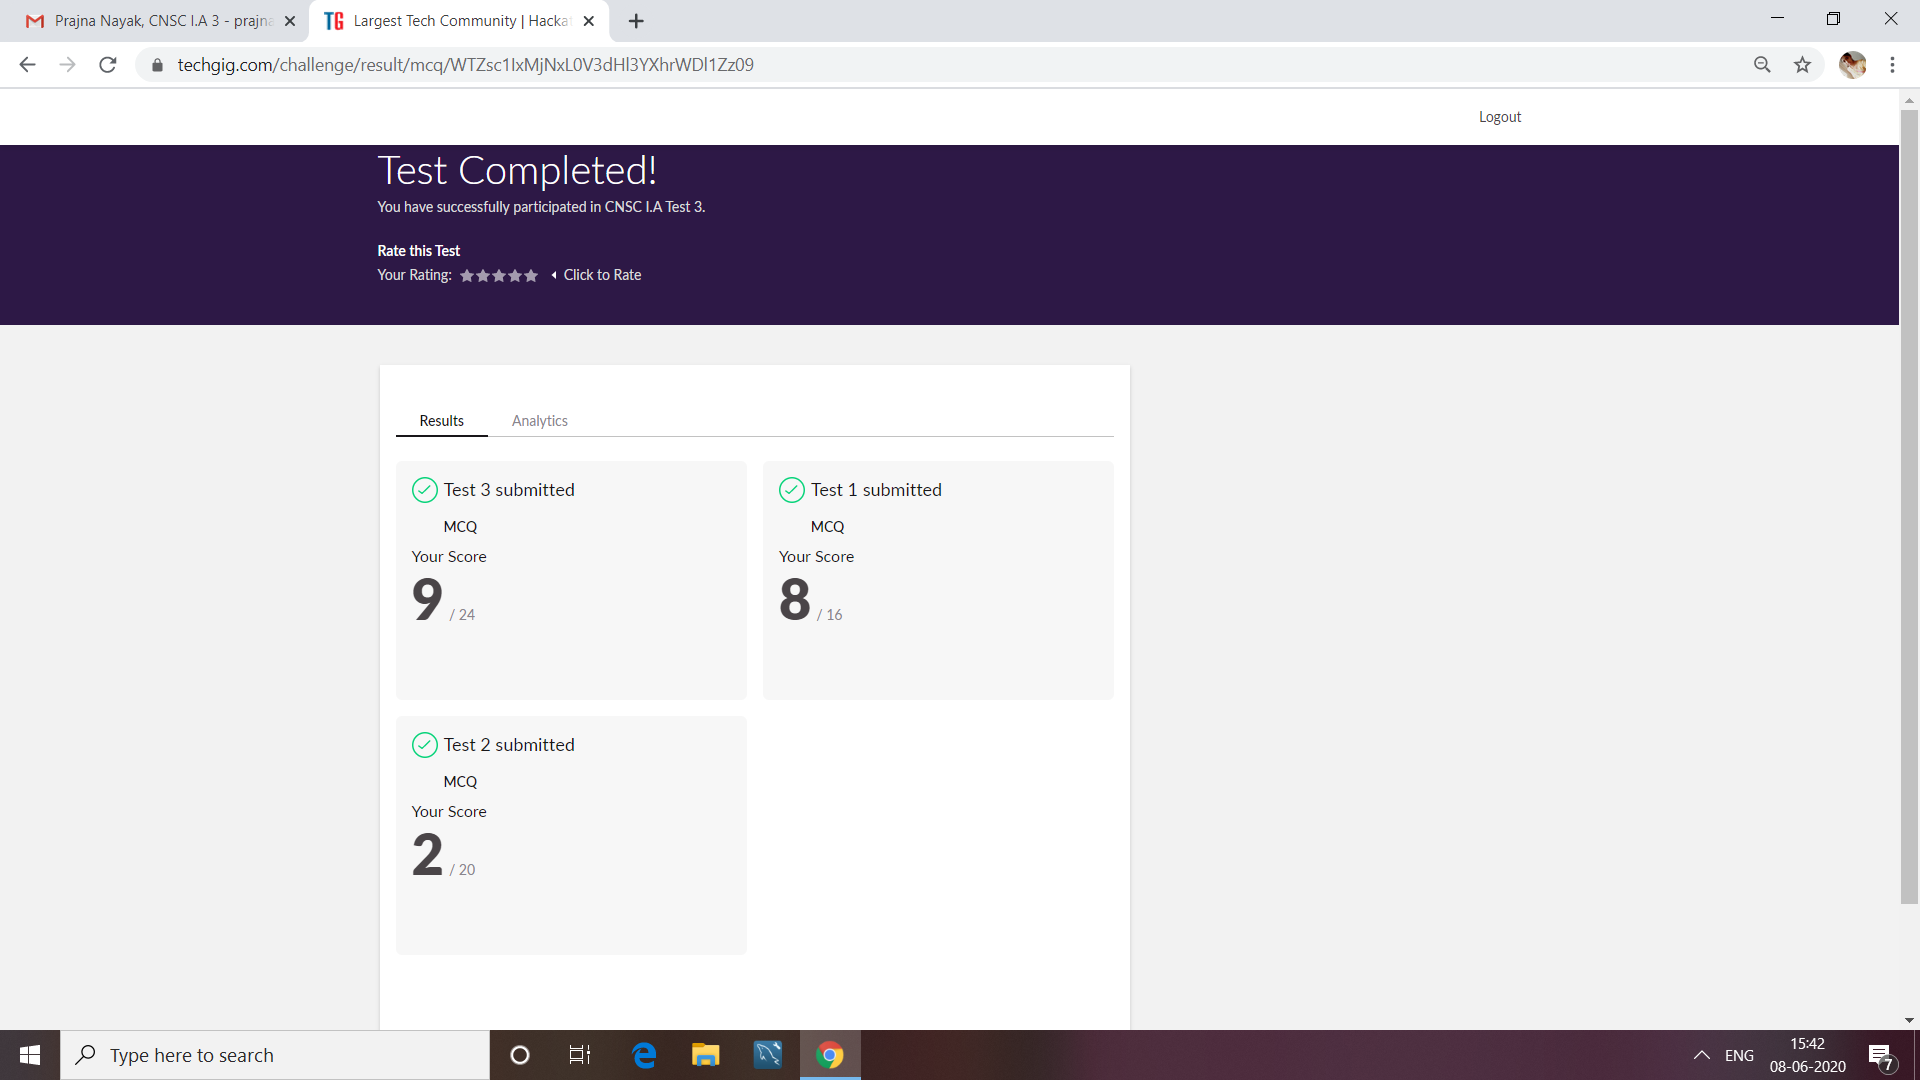 Prajna Nayak, CNSC I.A 3 - prajna
TG Largest Tech Community | Hacka
techgig.com/challenge/result/mcq/WTZsc1IxMjNxL0V3dHl3YXhrWDl1Zz09
Logout
Test Completed!
You have successfully participated in CNSC I.A Test 3.
Rate this Test
Your Rating: Click to Rate
Results Analytics
Test 3 submitted
MCQ
Your Score
9 / 24
Test 1 submitted
MCQ
Your Score
8 / 16
Test 2 submitted
MCQ
Your Score
2 / 20
Type here to search
ENG
15:42
08-06-2020
7